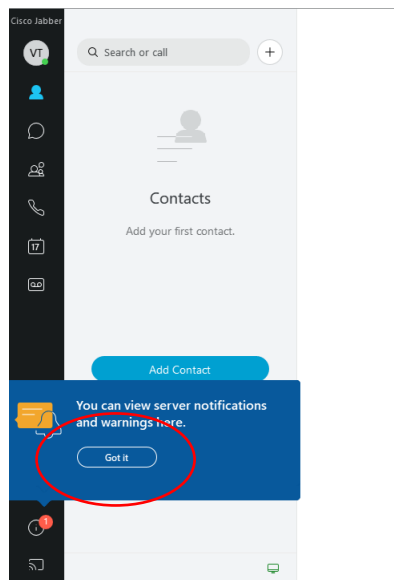 Cisco Jabber
VT
Search or call
Contacts
Add your first contact.
17
Add Contact
You can view server notifications
and warnings here.
Got it
1